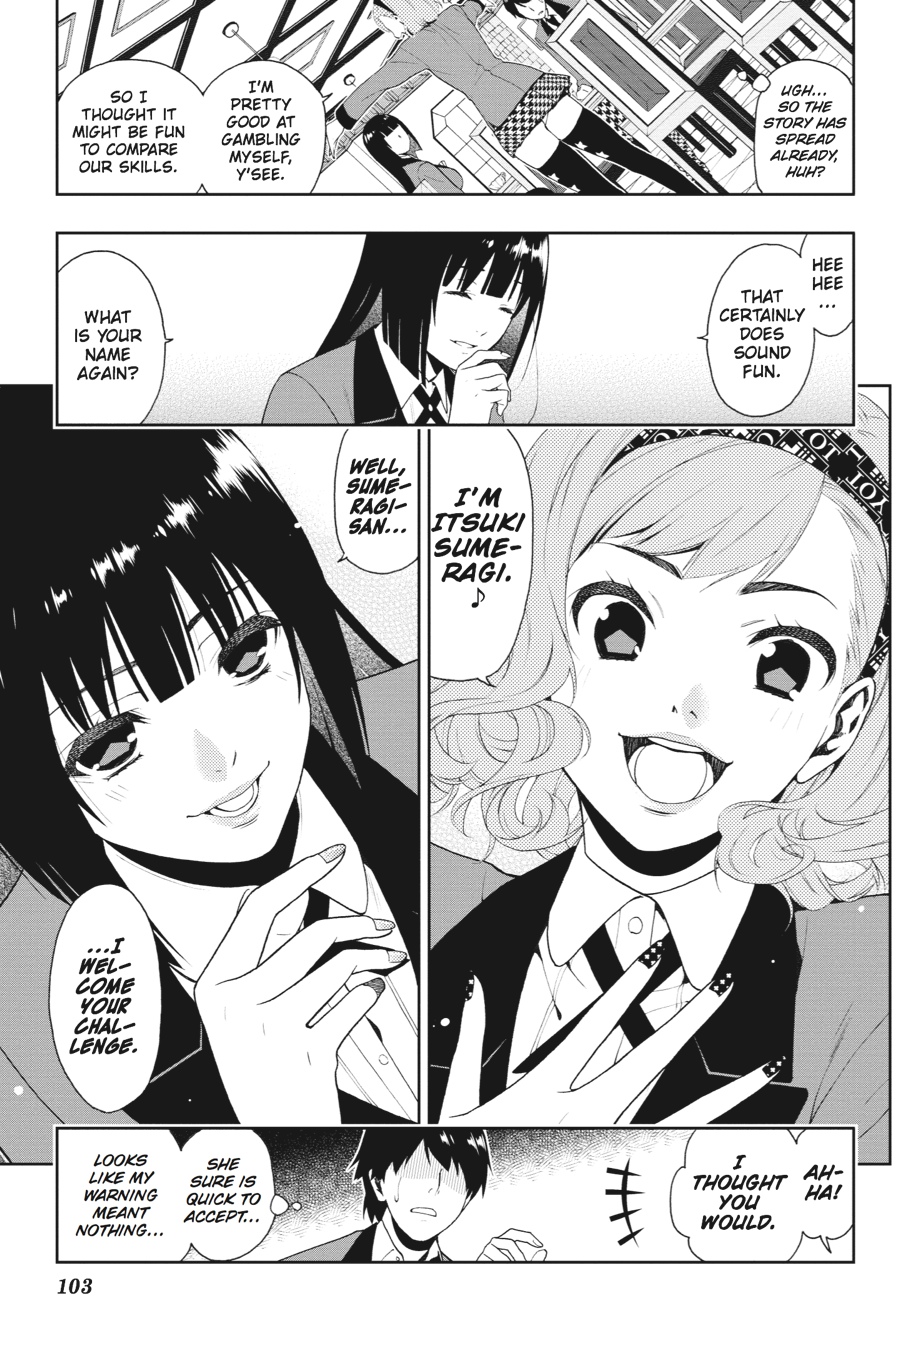 UGH...
SO THE
STORY HAS
SPREAD
ALREADY,
HUH?
I'M
PRETTY
GOOD AT
GAMBLING
MYSELF,
Y'SEE.
SO I
THOUGHT IT
MIGHT BE FUN
TO COMPARE
OUR SKILLS.
HEE
HEE
...
THAT
CERTAINLY
DOES
SOUND
FUN.
WHAT
IS YOUR
NAME
AGAIN?
I'M
ITSUKI
SUME-
RAGI.
♪
WELL,
SUME-
RAGI-
SAN...
...I
WEL-
COME
YOUR
CHAL-
LENGE.
AH-
HA!
I
THOUGHT
YOU
WOULD.
SHE
SURE IS
QUICK TO
ACCEPT...
LOOKS
LIKE MY
WARNING
MEANT
NOTHING...
103